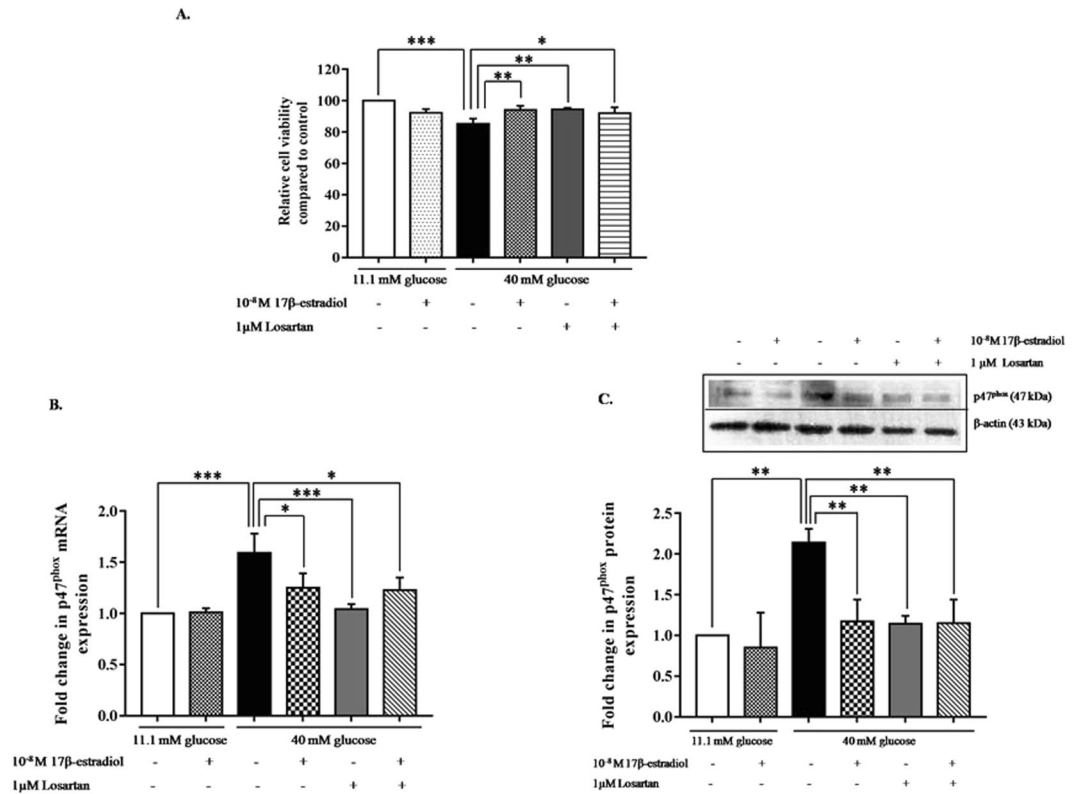 A.
***
*
**
**
120
100
80
60
40
20
0
Relative cell viability
compared to control
11.1 mM glucose
40 mM glucose
10⁻⁸M 17β-estradiol - + - + - +
1μM Losartan - - - - + +
B.
***
*
***
*
2.0
1.5
1.0
0.5
0.0
Fold change in p47ᵖʰᵒˣ mRNA
expression
11.1 mM glucose
40 mM glucose
10⁻⁸M 17β-estradiol - + - + - +
1μM Losartan - - - - + +
C.
- + - + - + 10⁻⁸M 17β-estradiol
- - - - + + 1 μM Losartan
p47ᵖʰᵒˣ (47 kDa)
β-actin (43 kDa)
**
**
**
**
2.5
2.0
1.5
1.0
0.5
0.0
Fold change in p47ᵖʰᵒˣ protein
expression
11.1 mM glucose
40 mM glucose
10⁻⁸M 17β-estradiol - + - + - +
1μM Losartan - - - - + +